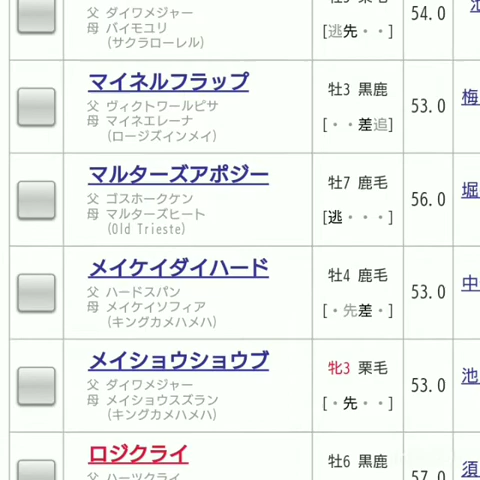 父 ダイワメジャー
54.0
母 バイモユリ
[逃先・・]
(サクラローレル)
マイネルフラップ
牡3 黒鹿
父 ヴィクトワールピサ
53.0
梅
母 マイネエレーナ
[・・差追]
(ロージズインメイ)
マルターズアポジー
牡7 鹿毛
父 ゴスホークケン
56.0
堀
母 マルターズヒート
[逃・・・]
(Old Trieste)
メイケイダイハード
牡4 鹿毛
父 ハードスパン
53.0
中
母 メイケイソフィア
[・先差・]
(キングカメハメハ)
メイショウショウブ
牝3 栗毛
父 ダイワメジャー
53.0
池
母 メイショウスズラン
[・先・・]
(キングカメハメハ)
ロジクライ
牡6 黒鹿
父 ハーツクライ
57.0
須